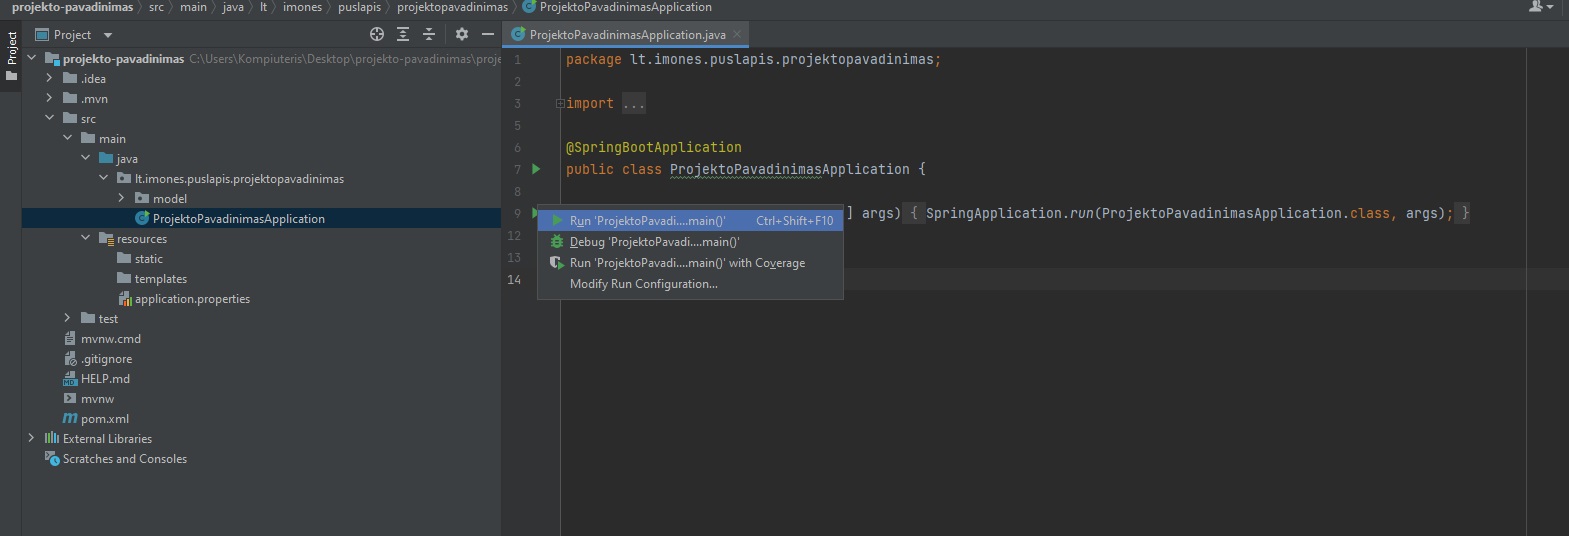 projekto-pavadinimas › src › main › java › lt › imones › puslapis › projektopavadinimas › ProjektoPavadinimasApplication
Project
Project
projekto-pavadinimas C:\Users\Kompiuteris\Desktop\projekto-pavadinimas\proje
.idea
.mvn
src
main
java
lt.imones.puslapis.projektopavadinimas
model
ProjektoPavadinimasApplication
resources
static
templates
application.properties
test
mvnw.cmd
.gitignore
HELP.md
mvnw
pom.xml
External Libraries
Scratches and Consoles
ProjektoPavadinimasApplication.java
1 package lt.imones.puslapis.projektopavadinimas;
2
3 import ...
5
6 @SpringBootApplication
7 public class ProjektoPavadinimasApplication {
8
9 ] args) { SpringApplication.run(ProjektoPavadinimasApplication.class, args); }
12
13
14
Run 'ProjektoPavadi....main()' Ctrl+Shift+F10
Debug 'ProjektoPavadi....main()'
Run 'ProjektoPavadi....main()' with Coverage
Modify Run Configuration...